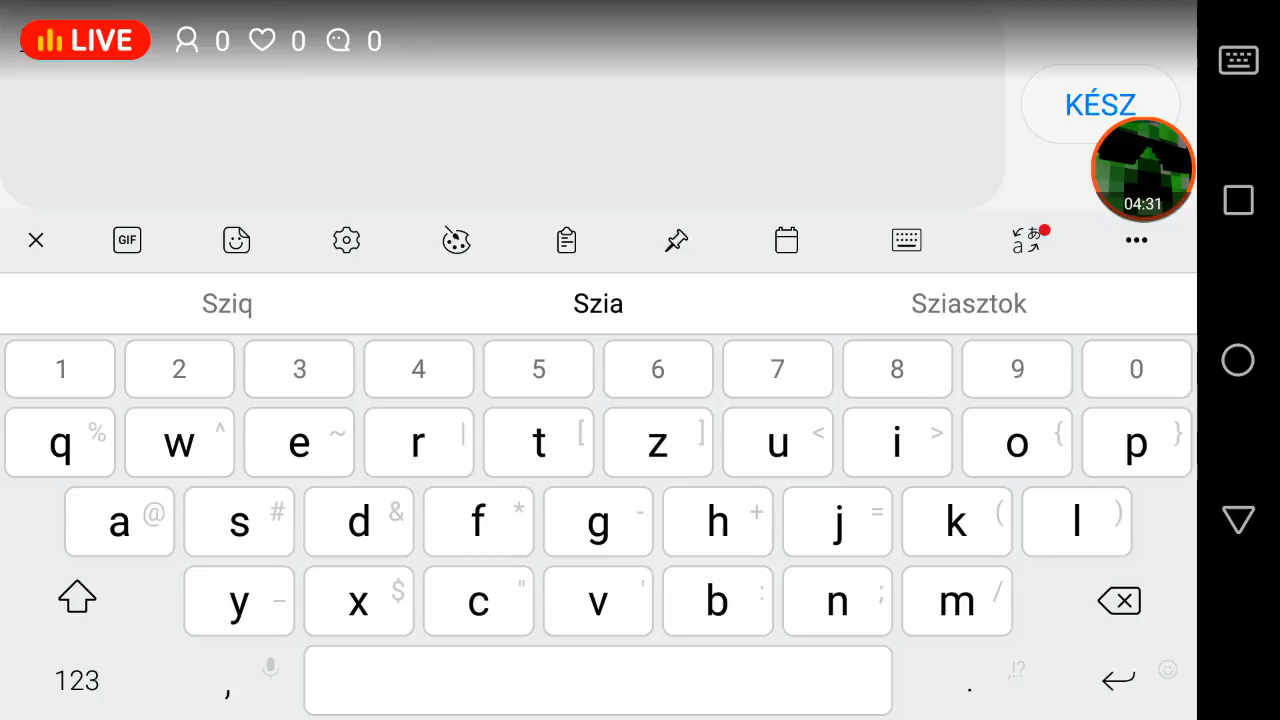 LIVE 0 0 0
KÉSZ
04:31
GIF
Sziq Szia Sziasztok
1 2 3 4 5 6 7 8 9 0
q % w ^ e ~ r | t [ z ] u < i > o { p }
a @ s # d & f * g - h + j = k ( l )
y _ x $ c " v ' b : n ; m /
123 , . ,!?